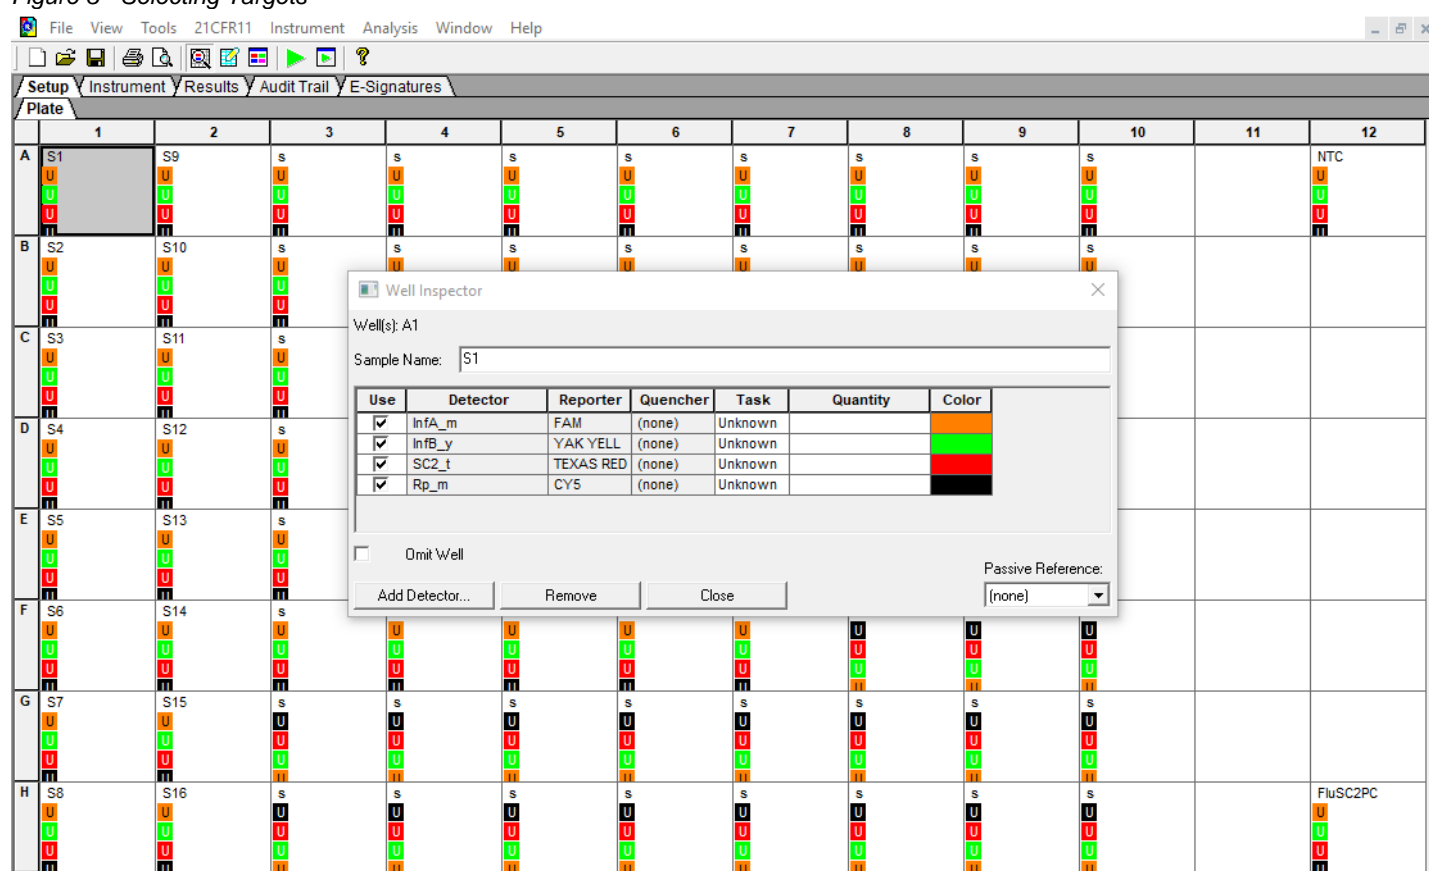 Figure 8 - Selecting Targets
File View Tools 21CFR11 Instrument Analysis Window Help
Setup Instrument Results Audit Trail E-Signatures
Plate
1 2 3 4 5 6 7 8 9 10 11 12
A S1 S9 s s s s s s s s NTC
U U U U U U U U U U U
U U U U U U U U U U U
U U U U U U U U U U U
U U U U U U U U U U U
B S2 S10 s s s s s s s s
U U U U U U U U U U
U U U
U U U
U U U
Well Inspector
Well(s): A1
Sample Name: S1
Use Detector Reporter Quencher Task Quantity Color
InfA_m FAM (none) Unknown
InfB_y YAK YELL (none) Unknown
SC2_t TEXAS RED (none) Unknown
Rp_m CY5 (none) Unknown
Omit Well
Passive Reference:
Add Detector... Remove Close (none)
C S3 S11 s
U U U
U U U
U U U
U U U
D S4 S12 s
U U U
U U U
U U U
U U U
E S5 S13 s
U U U
U U U
U U U
U U U
F S6 S14 s
U U U U U U U U U U
U U U U U U U U U U
U U U U U U U U U U
U U U U U U U U U U
G S7 S15 s s s s s s s s
U U U U U U U U U U
U U U U U U U U U U
U U U U U U U U U U
U U U U U U U U U U
H S8 S16 s s s s s s s s FluSC2PC
U U U U U U U U U U U
U U U U U U U U U U U
U U U U U U U U U U U
U U U U U U U U U U U